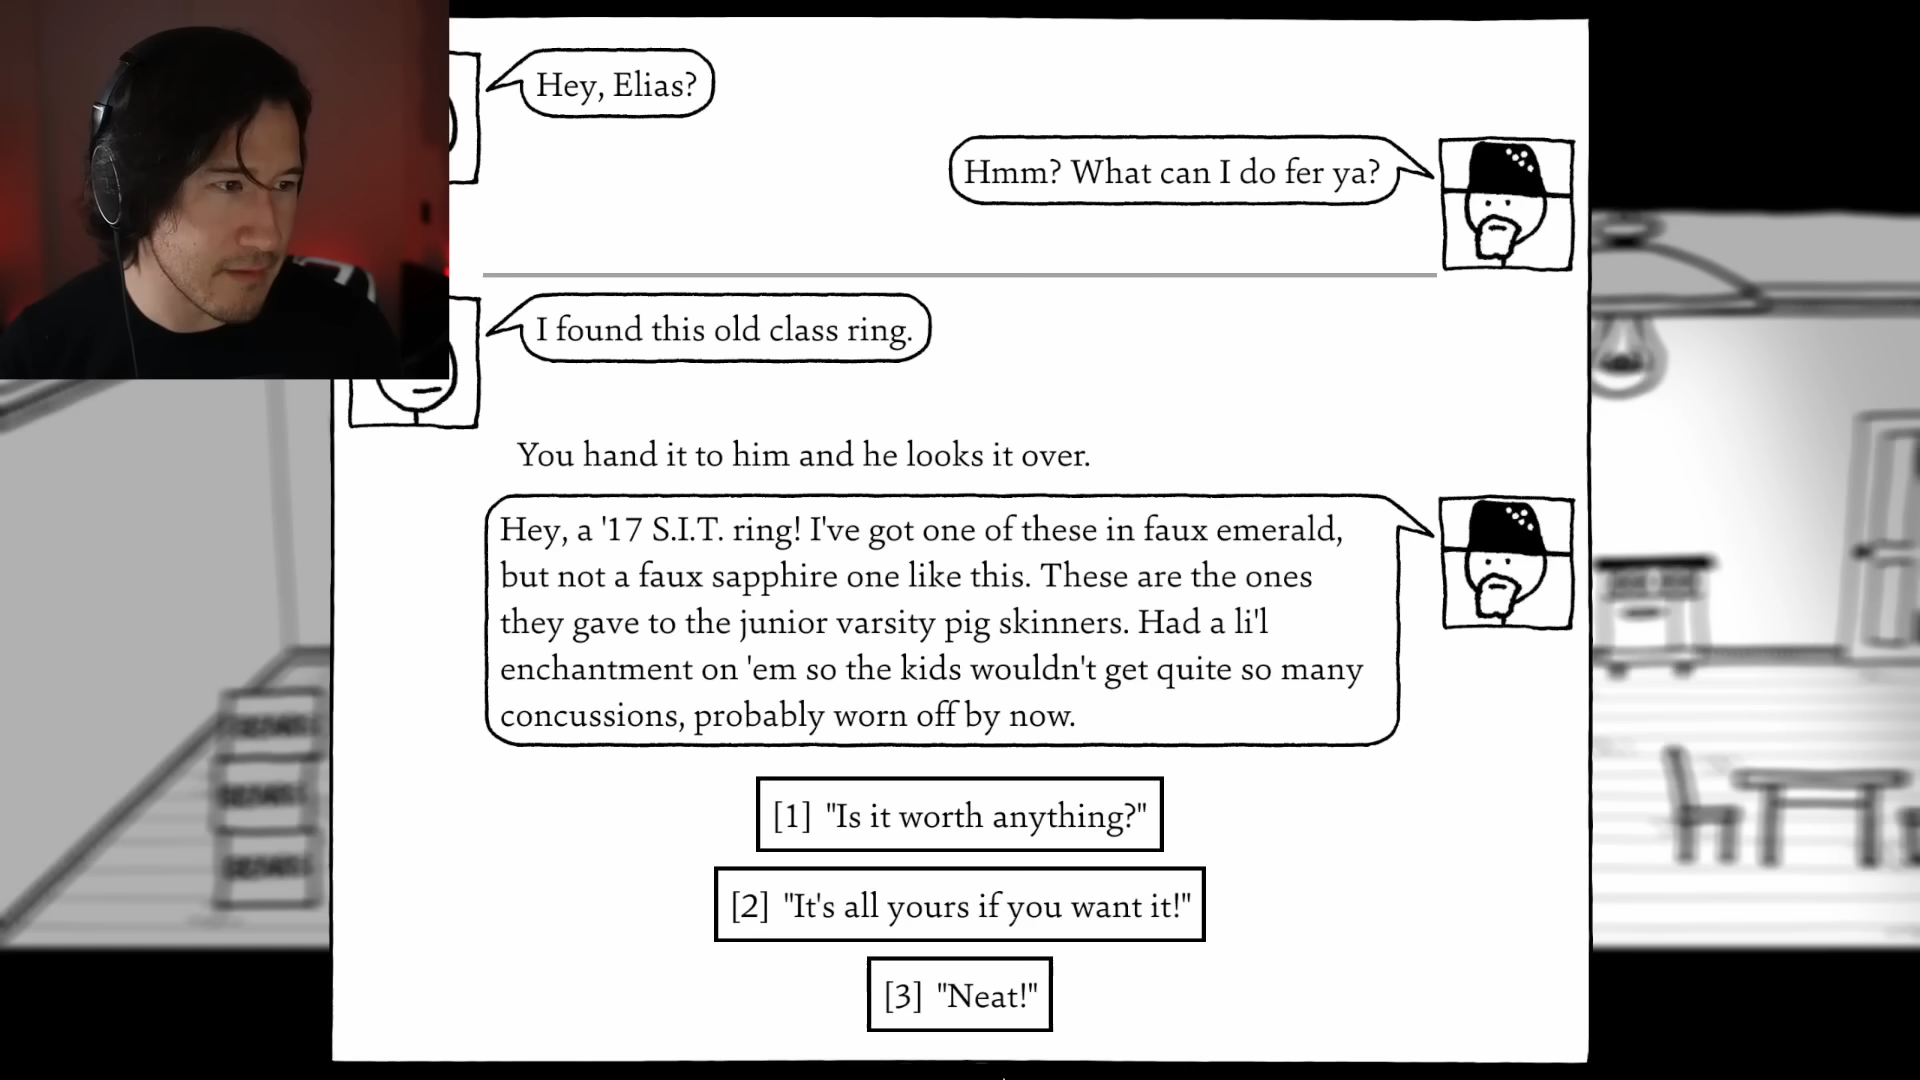 Hey, Elias?
Hmm? What can I do fer ya?
I found this old class ring.
You hand it to him and he looks it over.
Hey, a '17 S.I.T. ring! I've got one of these in faux emerald,
but not a faux sapphire one like this. These are the ones
they gave to the junior varsity pig skinners. Had a li'l
enchantment on 'em so the kids wouldn't get quite so many
concussions, probably worn off by now.
[1] "Is it worth anything?"
[2] "It's all yours if you want it!"
[3] "Neat!"